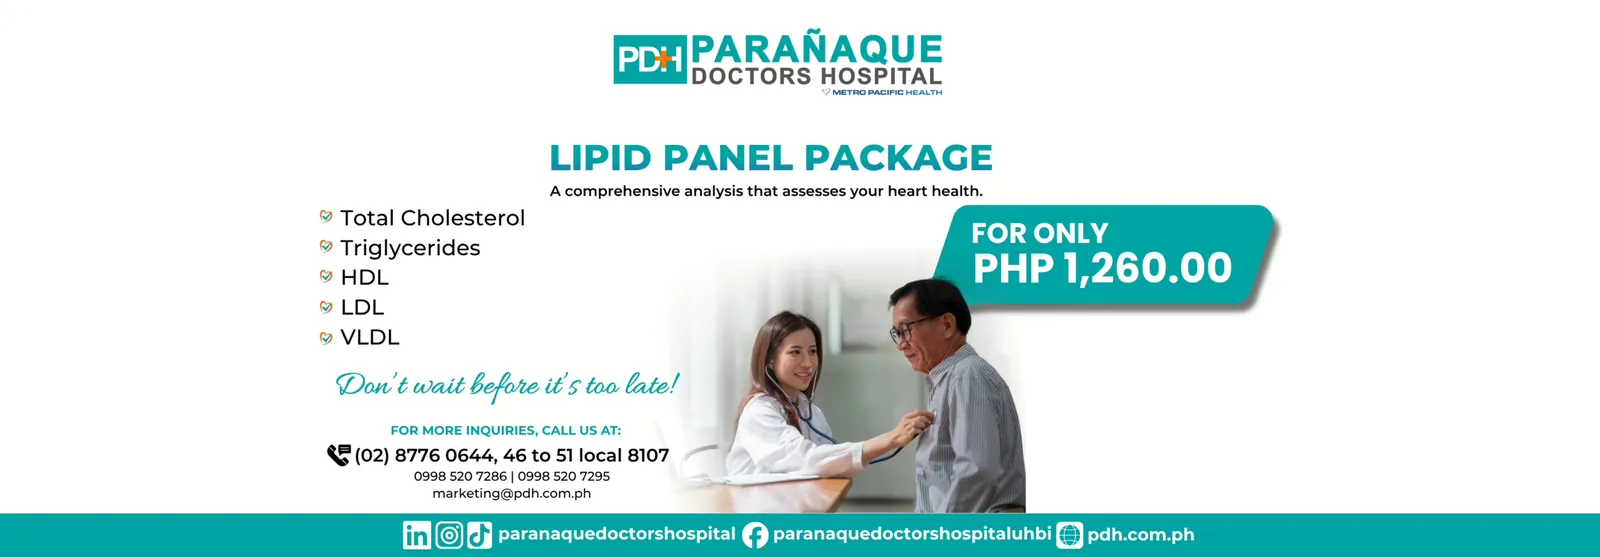 PDH PARAÑAQUE
DOCTORS HOSPITAL
METRO PACIFIC HEALTH
LIPID PANEL PACKAGE
A comprehensive analysis that assesses your heart health.
Total Cholesterol
Triglycerides
HDL
LDL
VLDL
FOR ONLY
PHP 1,260.00
Don't wait before it's too late!
FOR MORE INQUIRIES, CALL US AT:
(02) 8776 0644, 46 to 51 local 8107
0998 520 7286 | 0998 520 7295
marketing@pdh.com.ph
in paranaquedoctorshospital paranaquedoctorshospitaluhbi pdh.com.ph